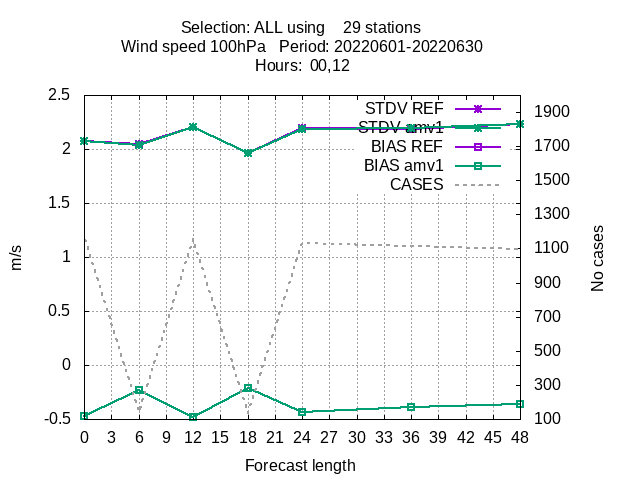 Selection: ALL using    29 stations
Wind speed 100hPa   Period: 20220601-20220630
Hours:  00,12
STDV REF
STDV amv1
BIAS REF
BIAS amv1
CASES
2.5
2
1.5
1
0.5
0
-0.5
m/s
1900
1700
1500
1300
1100
900
700
500
300
100
No cases
0 3 6 9 12 15 18 21 24 27 30 33 36 39 42 45 48
Forecast length